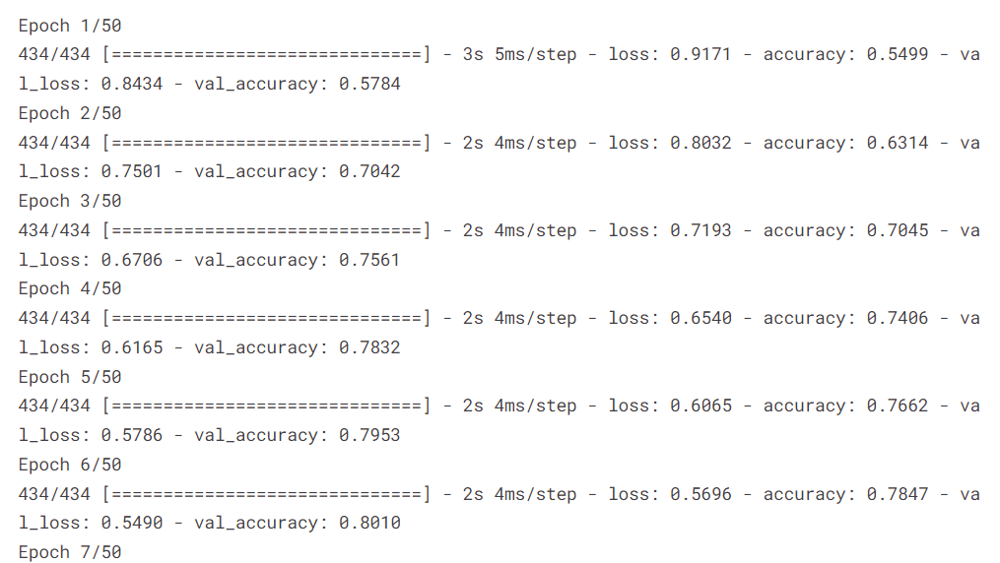 Epoch 1/50
434/434 [==============================] - 3s 5ms/step - loss: 0.9171 - accuracy: 0.5499 - va
l_loss: 0.8434 - val_accuracy: 0.5784
Epoch 2/50
434/434 [==============================] - 2s 4ms/step - loss: 0.8032 - accuracy: 0.6314 - va
l_loss: 0.7501 - val_accuracy: 0.7042
Epoch 3/50
434/434 [==============================] - 2s 4ms/step - loss: 0.7193 - accuracy: 0.7045 - va
l_loss: 0.6706 - val_accuracy: 0.7561
Epoch 4/50
434/434 [==============================] - 2s 4ms/step - loss: 0.6540 - accuracy: 0.7406 - va
l_loss: 0.6165 - val_accuracy: 0.7832
Epoch 5/50
434/434 [==============================] - 2s 4ms/step - loss: 0.6065 - accuracy: 0.7662 - va
l_loss: 0.5786 - val_accuracy: 0.7953
Epoch 6/50
434/434 [==============================] - 2s 4ms/step - loss: 0.5696 - accuracy: 0.7847 - va
l_loss: 0.5490 - val_accuracy: 0.8010
Epoch 7/50